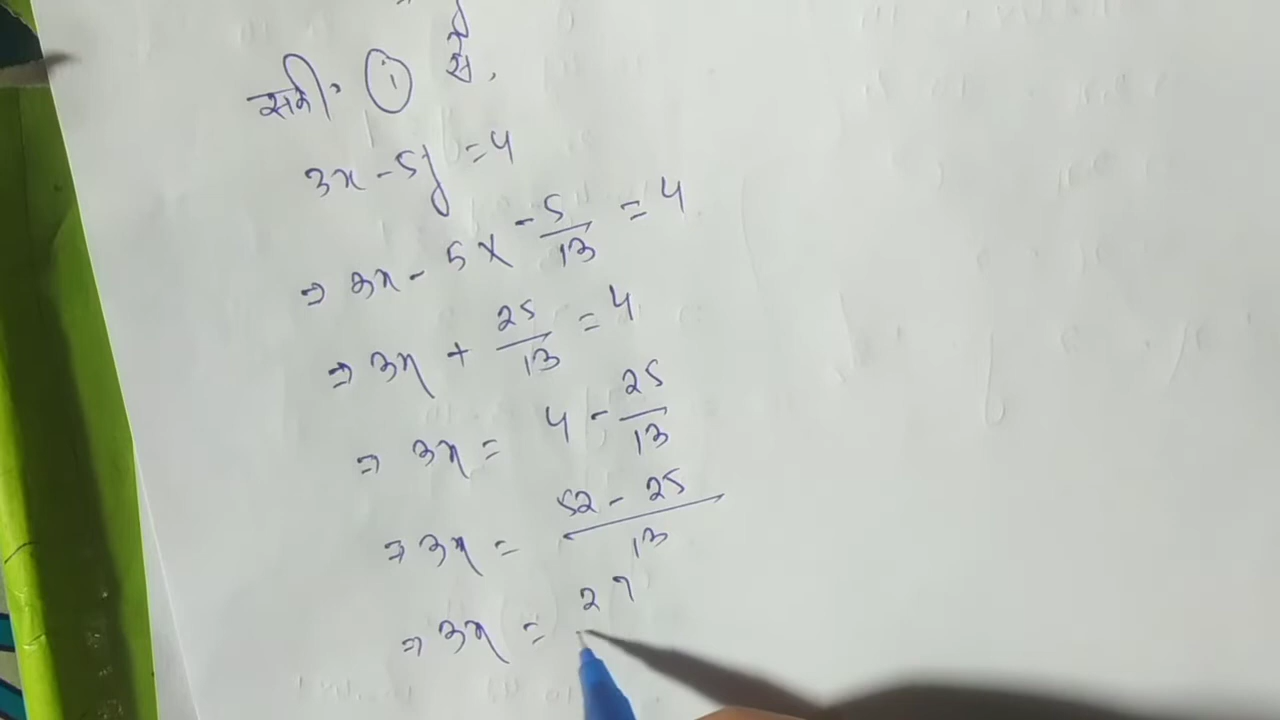 समी० (i) से,
3x - 5y = 4
⇒ 3x - 5 × -5/13 = 4
⇒ 3x + 25/13 = 4
⇒ 3x = 4 - 25/13
⇒ 3x = (52 - 25)/13
⇒ 3x = 27